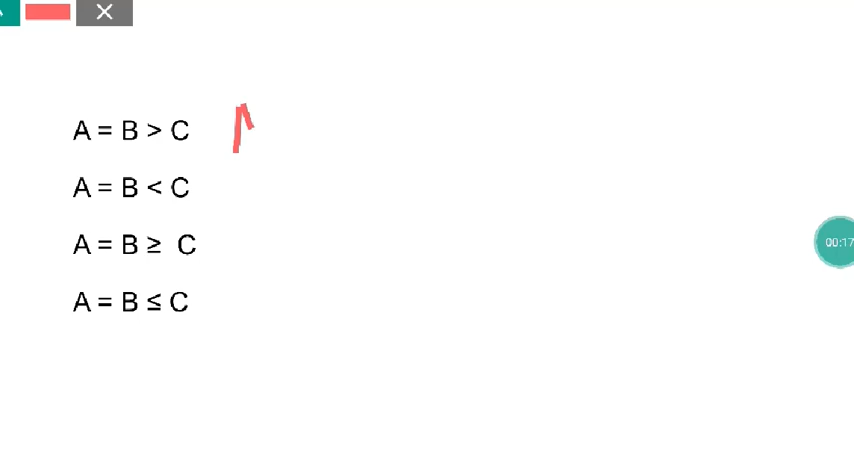 A = B > C
A = B < C
A = B ≥ C
A = B ≤ C
00:17